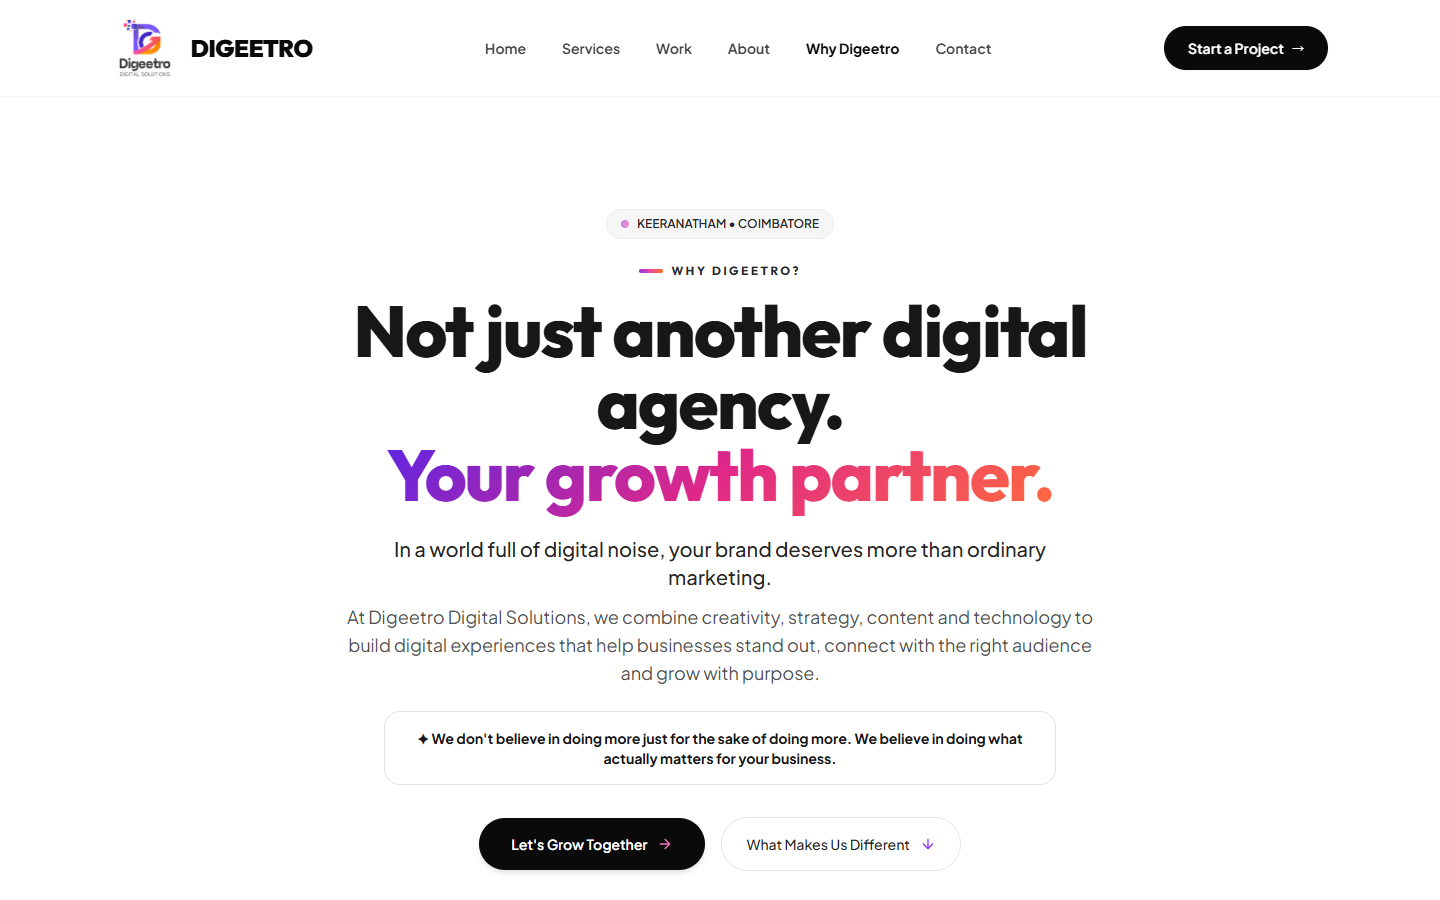 Digeetro
DIGITAL SOLUTIONS
DIGEETRO
Home
Services
Work
About
Why Digeetro
Contact
Start a Project →
KEERANATHAM • COIMBATORE
WHY DIGEETRO?
Not just another digital
agency.
Your growth partner.
In a world full of digital noise, your brand deserves more than ordinary
marketing.
At Digeetro Digital Solutions, we combine creativity, strategy, content and technology to
build digital experiences that help businesses stand out, connect with the right audience
and grow with purpose.
✦ We don't believe in doing more just for the sake of doing more. We believe in doing what
actually matters for your business.
Let's Grow Together →
What Makes Us Different ↓